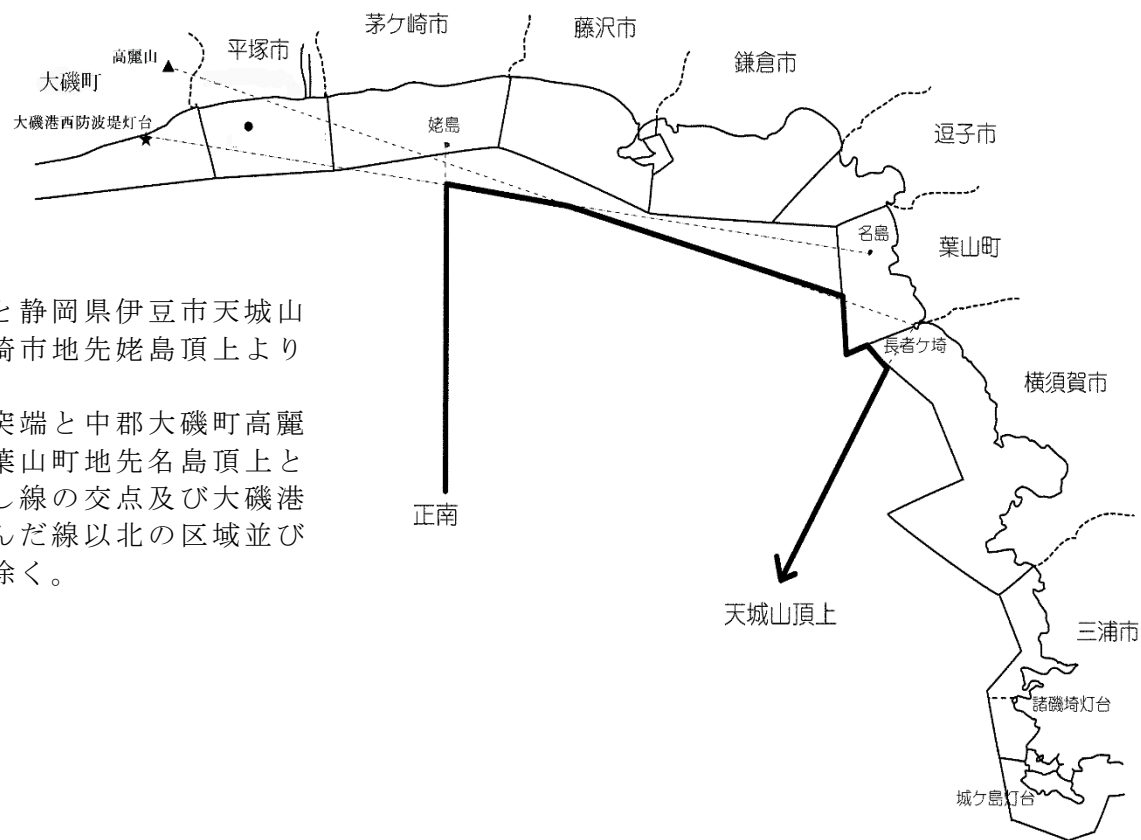 茅ケ崎市
藤沢市
平塚市
鎌倉市
高麗山
大磯町
逗子市
大磯港西防波堤灯台
姥島
名島
葉山町
と静岡県伊豆市天城山
崎市地先姥島頂上より
長者ケ埼
横須賀市
突端と中郡大磯町高麗
葉山町地先名島頂上と
し線の交点及び大磯港
んだ線以北の区域並び
除く。
正南
天城山頂上
三浦市
諸磯埼灯台
城ケ島灯台